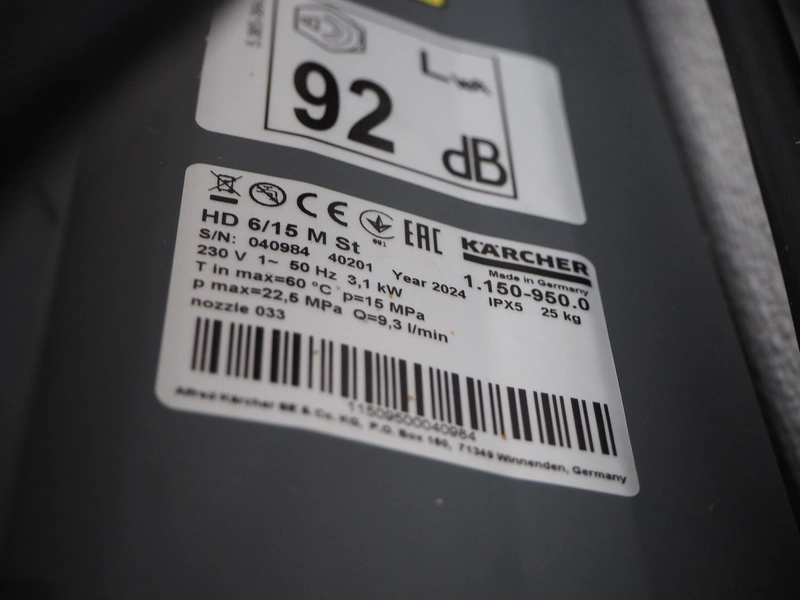 LWA
92
dB
CE
001
EAC
KÄRCHER
HD 6/15 M St
Made in Germany
S/N: 040984 40201 Year 2024
1.150-950.0
230 V 1~ 50 Hz 3,1 kW
IPX5 25 kg
T in max=60 °C p=15 MPa
p max=22,5 MPa Q=9,3 l/min
nozzle 033
11509500040984
Alfred Kärcher SE & Co. KG, P.O. Box 160, 71349 Winnenden, Germany